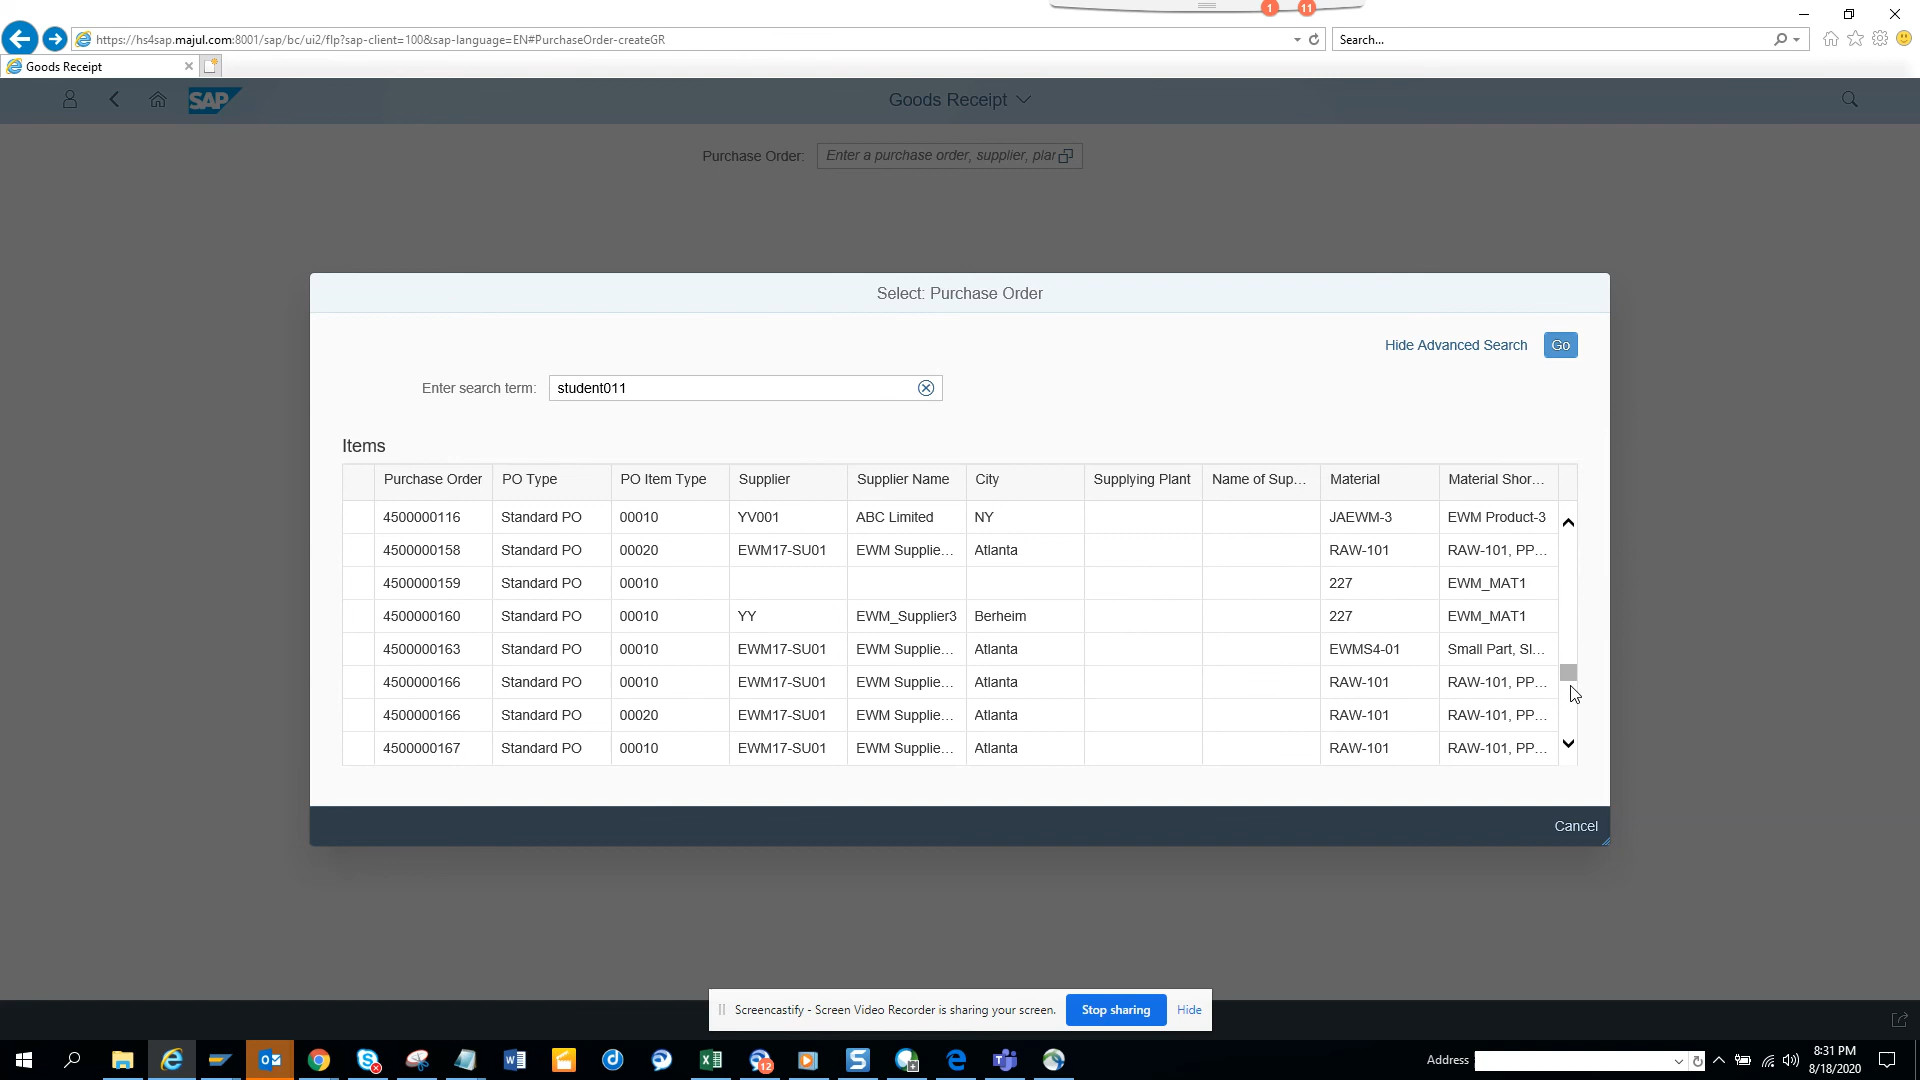 1 11
https://hs4sap.majul.com:8001/sap/bc/ui2/flp?sap-client=100&sap-language=EN#PurchaseOrder-createGR
Search...
Goods Receipt
SAP
Goods Receipt
Purchase Order: Enter a purchase order, supplier, plar
Select: Purchase Order
Hide Advanced Search Go
Enter search term: student011
Items
Purchase Order PO Type PO Item Type Supplier Supplier Name City Supplying Plant Name of Sup... Material Material Shor...
4500000116 Standard PO 00010 YV001 ABC Limited NY JAEWM-3 EWM Product-3
4500000158 Standard PO 00020 EWM17-SU01 EWM Supplie... Atlanta RAW-101 RAW-101, PP...
4500000159 Standard PO 00010 227 EWM_MAT1
4500000160 Standard PO 00010 YY EWM_Supplier3 Berheim 227 EWM_MAT1
4500000163 Standard PO 00010 EWM17-SU01 EWM Supplie... Atlanta EWMS4-01 Small Part, Sl...
4500000166 Standard PO 00010 EWM17-SU01 EWM Supplie... Atlanta RAW-101 RAW-101, PP...
4500000166 Standard PO 00020 EWM17-SU01 EWM Supplie... Atlanta RAW-101 RAW-101, PP...
4500000167 Standard PO 00010 EWM17-SU01 EWM Supplie... Atlanta RAW-101 RAW-101, PP...
Cancel
Screencastify - Screen Video Recorder is sharing your screen. Stop sharing Hide
12
Address
8:31 PM
8/18/2020